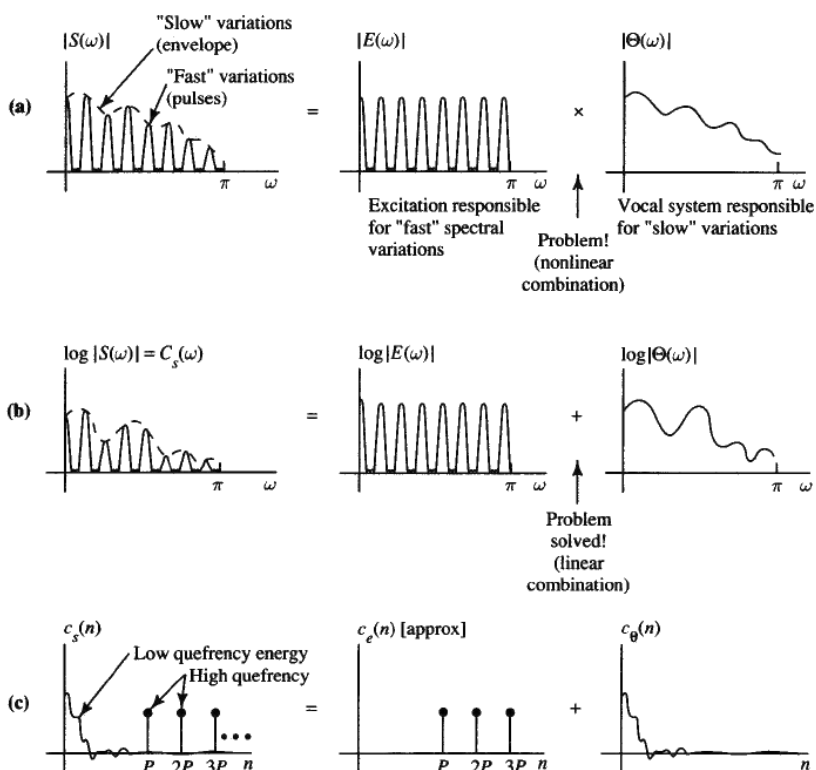 (a)
|S(ω)|
"Slow" variations
(envelope)
"Fast" variations
(pulses)
π ω
=
|E(ω)|
π ω
Excitation responsible
for "fast" spectral
variations
×
Problem!
(nonlinear
combination)
|Θ(ω)|
π ω
Vocal system responsible
for "slow" variations
(b)
log |S(ω)| = C_s(ω)
π ω
=
log|E(ω)|
π ω
+
Problem
solved!
(linear
combination)
log|Θ(ω)|
π ω
(c)
c_s(n)
Low quefrency energy
High quefrency
P 2P 3P n
=
c_e(n) [approx]
P 2P 3P n
+
c_θ(n)
n